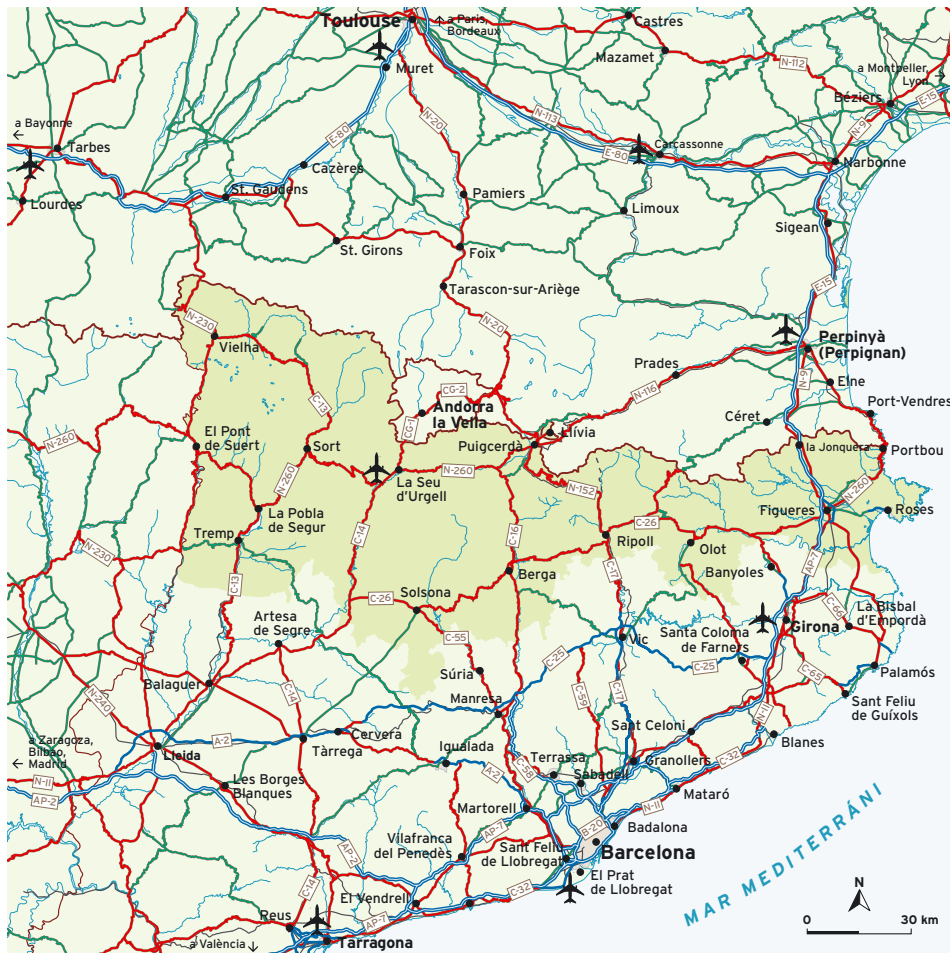 Toulouse
a Paris,
Bordeaux
Castres
Mazamet
N-112
a Montpeller,
Lyon
Muret
Béziers
E-15
N-20
N-113
N-9
a Bayonne
E-80
Tarbes
E-80
Carcassonne
Narbonne
Cazères
St. Gaudens
Lourdes
Pamiers
Limoux
Sigean
St. Girons
Foix
Tarascon-sur-Ariège
E-15
N-230
N-20
Vielha
Perpinyà
(Perpignan)
Prades
N-116
N-9
Elne
CG-2
C-13
Andorra
la Vella
CG-1
Port-Vendres
Céret
Llívia
El Pont
de Suert
N-260
Sort
Puigcerdà
la Jonquera
Portbou
La Seu
d'Urgell
N-260
N-260
N-152
N-260
La Pobla
de Segur
Figueres
Roses
Tremp
N-230
C-14
C-16
C-26
Ripoll
Olot
AP-7
Berga
C-17
Banyoles
C-13
C-26
Solsona
C-66
La Bisbal
d'Empordà
Artesa
de Segre
C-55
Vic
Girona
Santa Coloma
de Farners
C-25
C-25
Palamós
Súria
C-65
Balaguer
N-240
C-14
Manresa
C-59
C-17
Sant Feliu
de Guíxols
N-II
Sant Celoni
a Zaragoza,
Bilbao,
Madrid
A-2
Lleida
Tàrrega
Cervera
Igualada
Blanes
Terrassa
C-58
Sabadell
Granollers
C-32
N-II
AP-2
Les Borges
Blanques
A-2
Mataró
N-II
Martorell
B-20
Badalona
AP-7
Vilafranca
del Penedès
AP-2
Sant Feliu
de Llobregat
Barcelona
El Prat
de Llobregat
C-14
El Vendrell
C-32
Reus
AP-7
a València
Tarragona
MAR MEDITERRÁNI
N
0
30 km